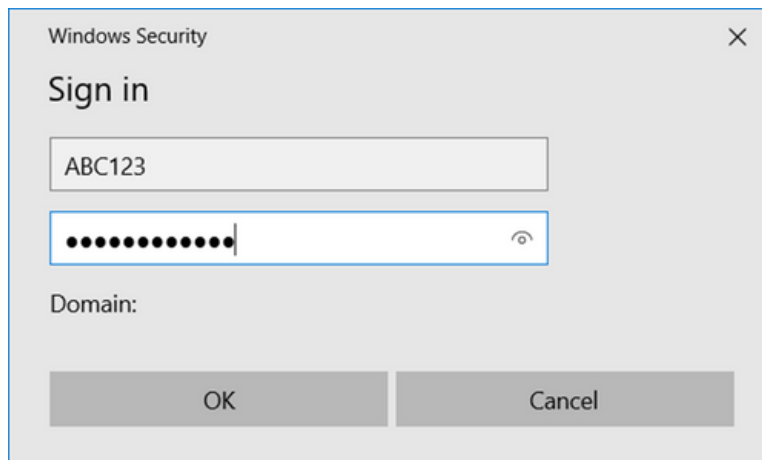 Windows Security
Sign in
ABC123
••••••••••••
Domain:
OK Cancel